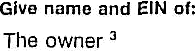 Give name and EIN of:
The owner ³